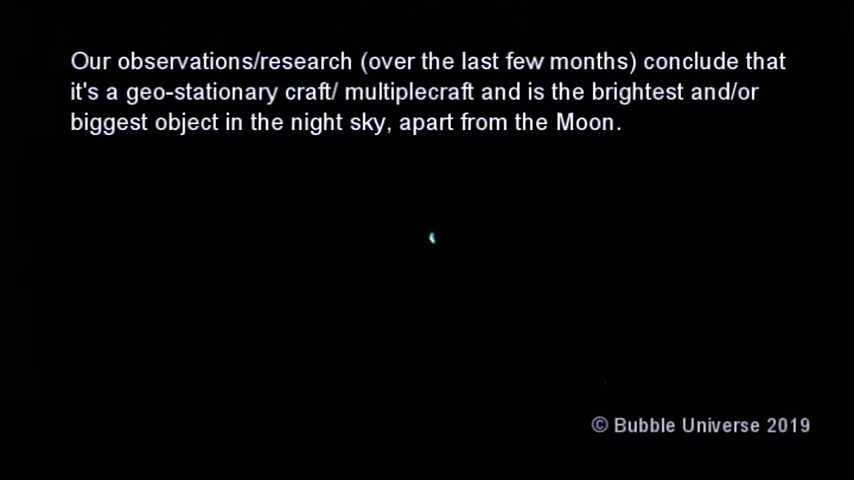 Our observations/research (over the last few months) conclude that
it's a geo-stationary craft/ multiplecraft and is the brightest and/or
biggest object in the night sky, apart from the Moon.
© Bubble Universe 2019